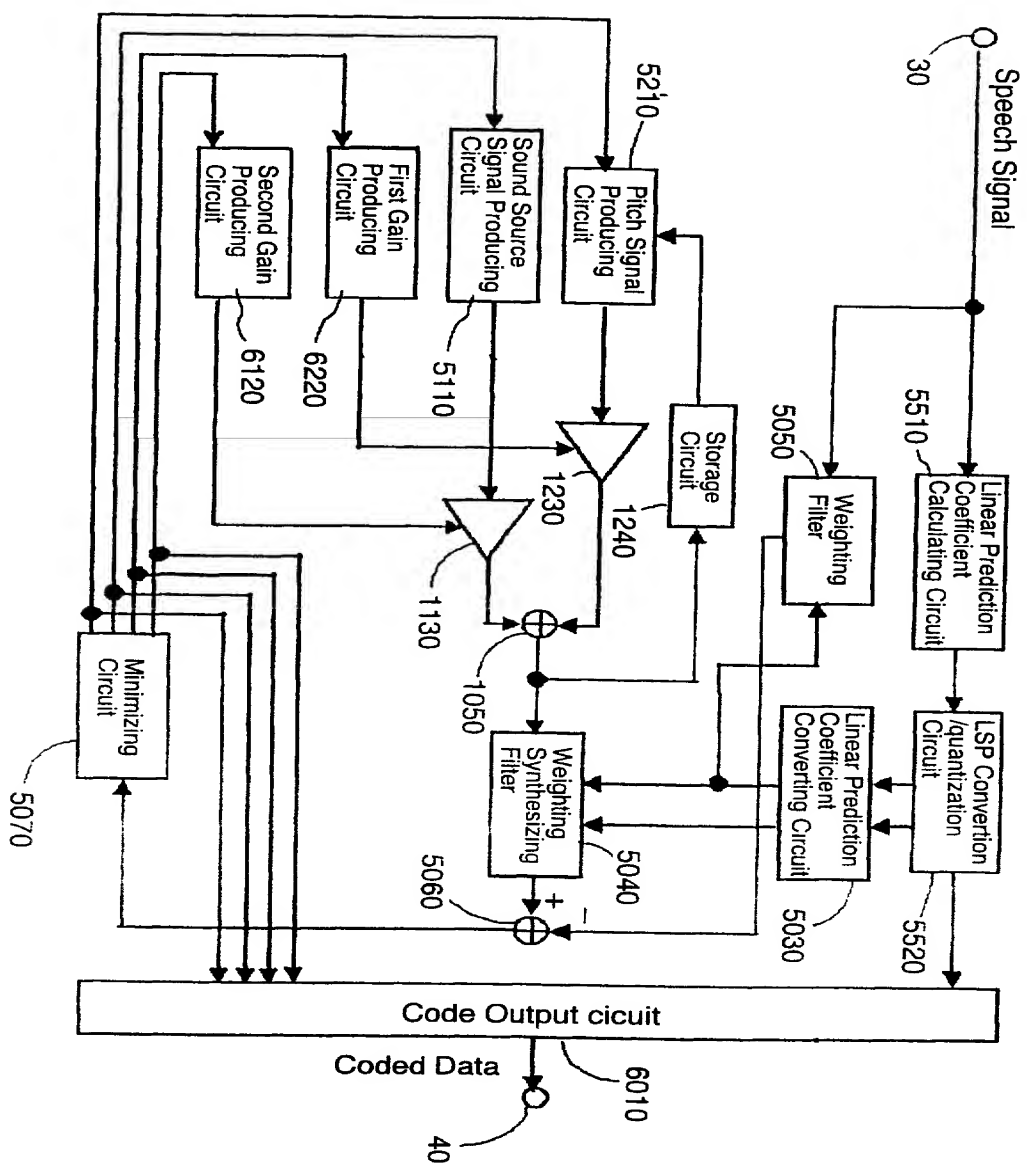 Speech Signal
30
Linear Prediction
Coefficient
Calculating Circuit
5510
LSP Convertion
/quantization
Circuit
5520
Weighting
Filter
5050
Linear Prediction
Coefficient
Converting Circuit
5030
Storage
Circuit
1240
5210
Pitch Signal
Producing
Circuit
1230
Weighting
Synthesizing
Filter
5040
+
−
5060
1050
Sound Source
Signal Producing
Circuit
5110
1130
First Gain
Producing
Circuit
6220
Second Gain
Producing
Circuit
6120
Minimizing
Circuit
5070
Code Output cicuit
6010
Coded Data
40